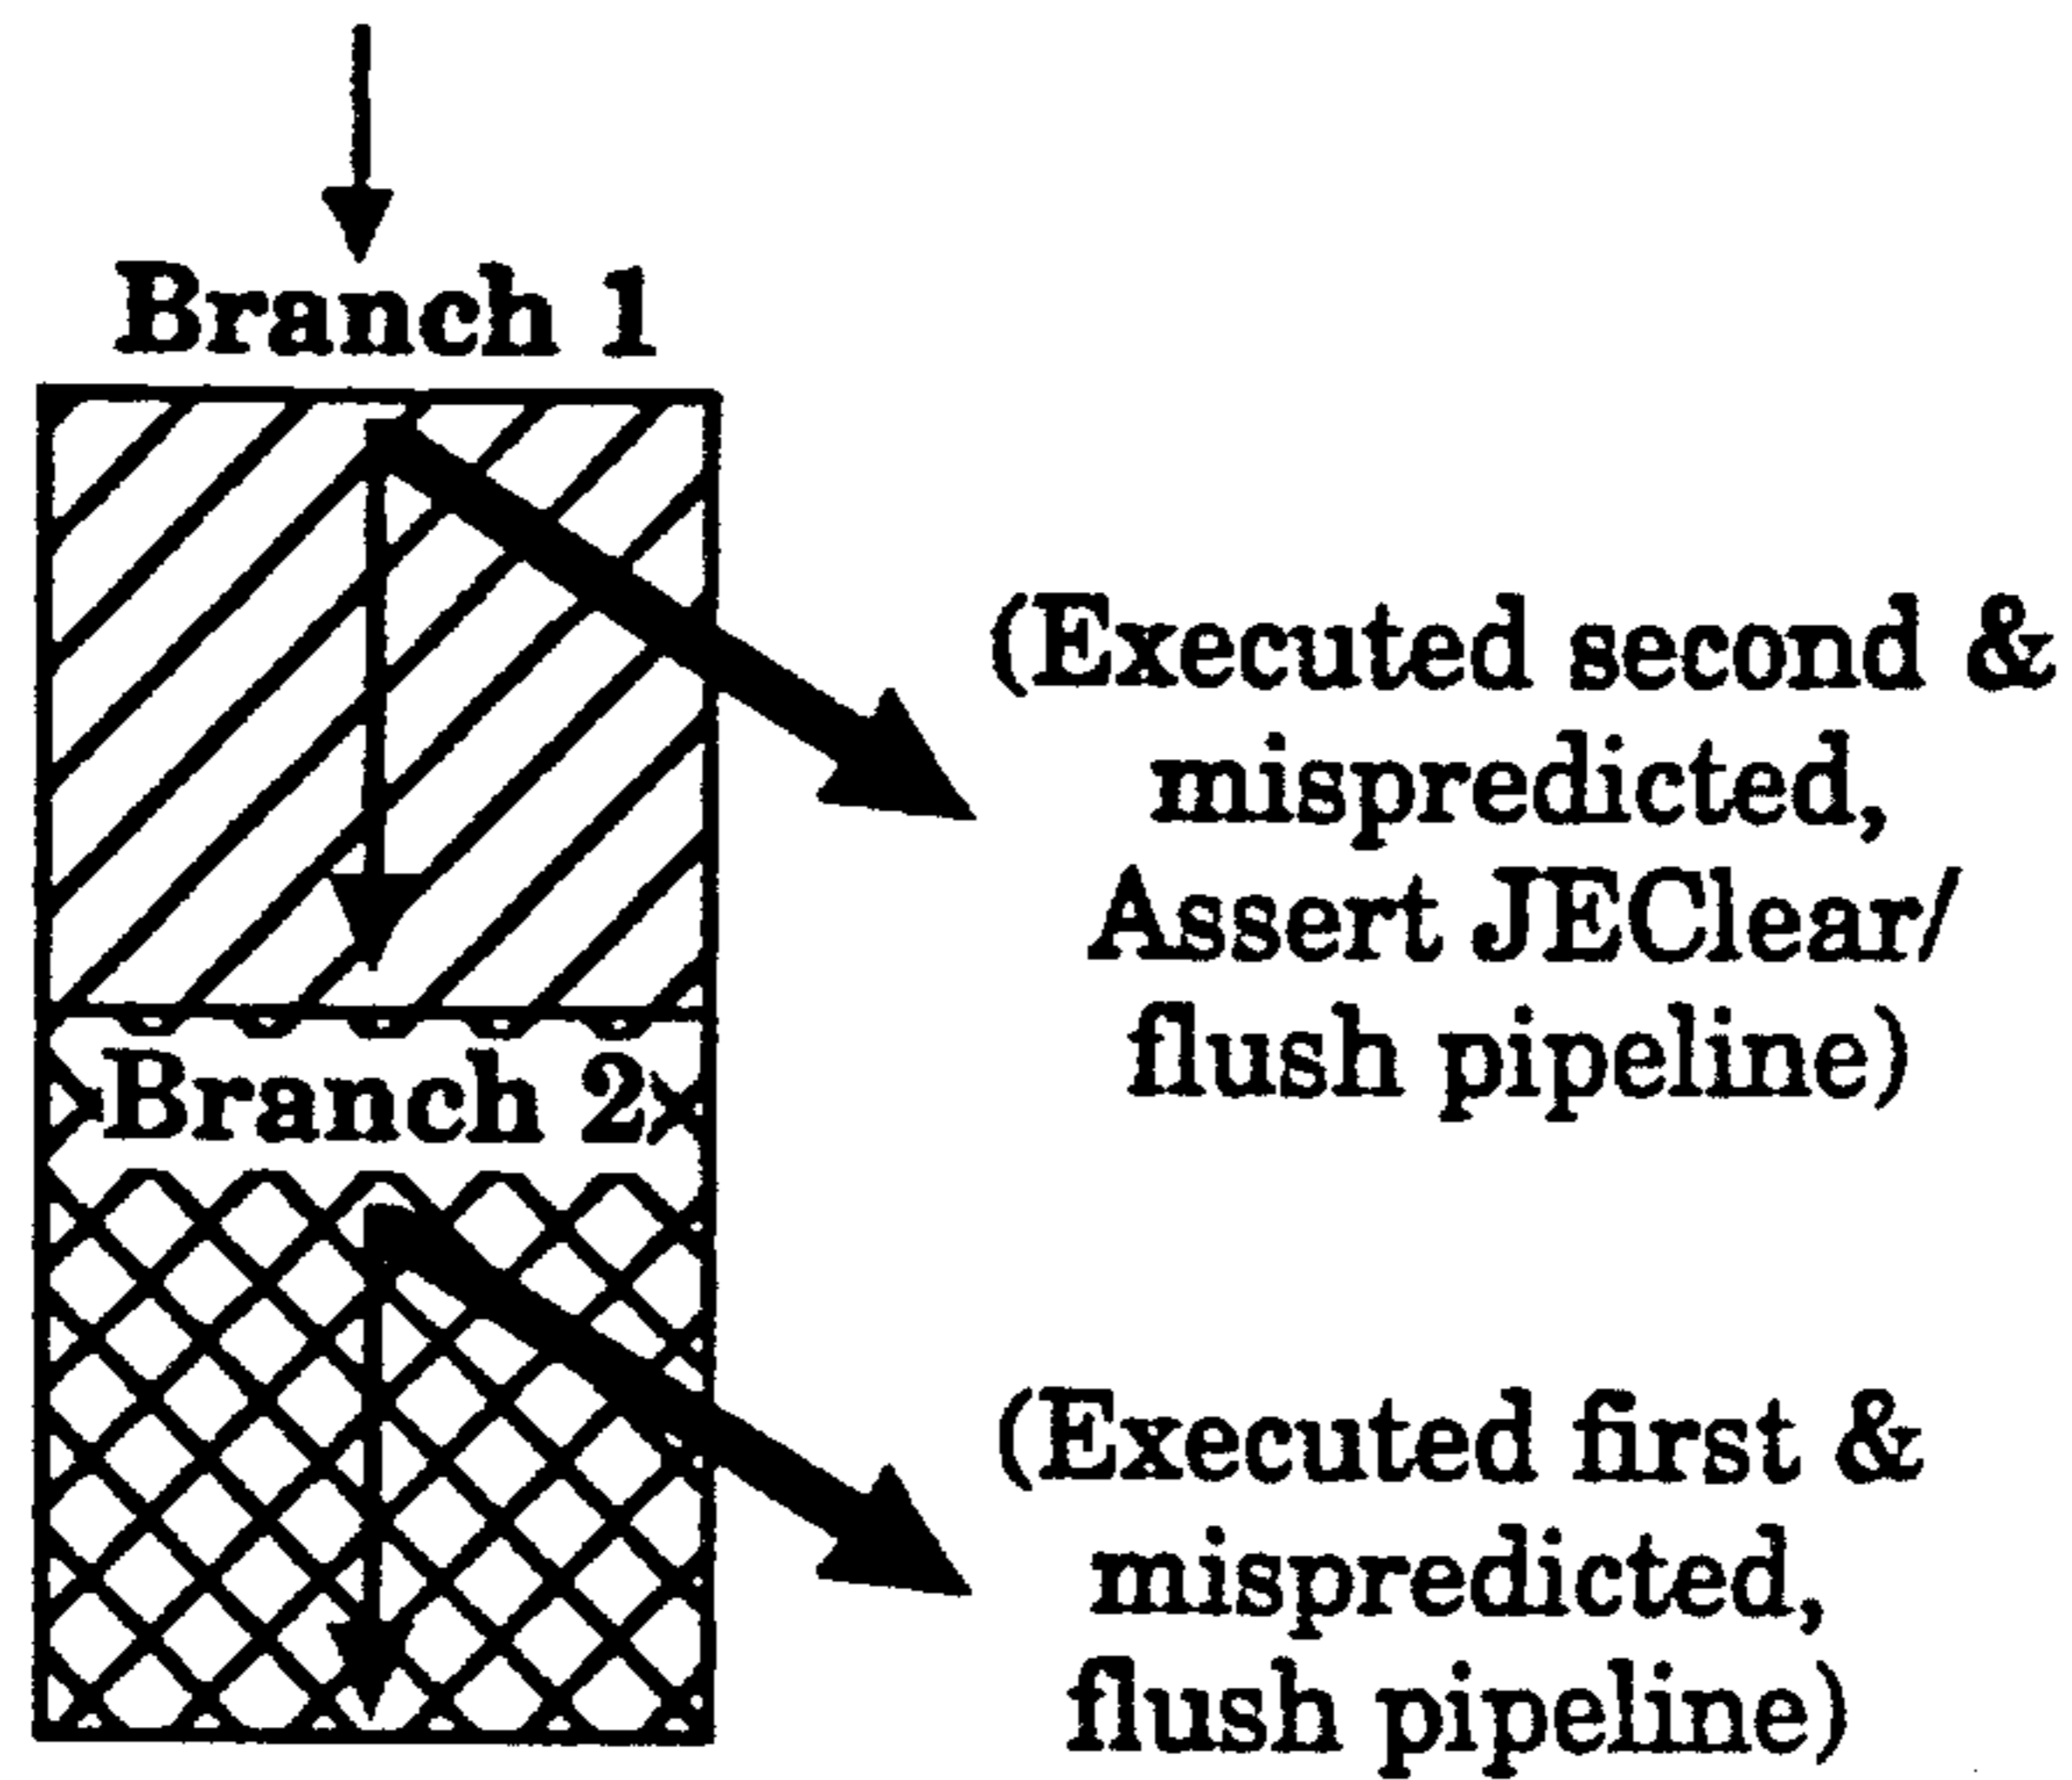 Branch 1
(Executed second &
mispredicted,
Assert JEClear/
flush pipeline)
Branch 2
(Executed first &
mispredicted,
flush pipeline)